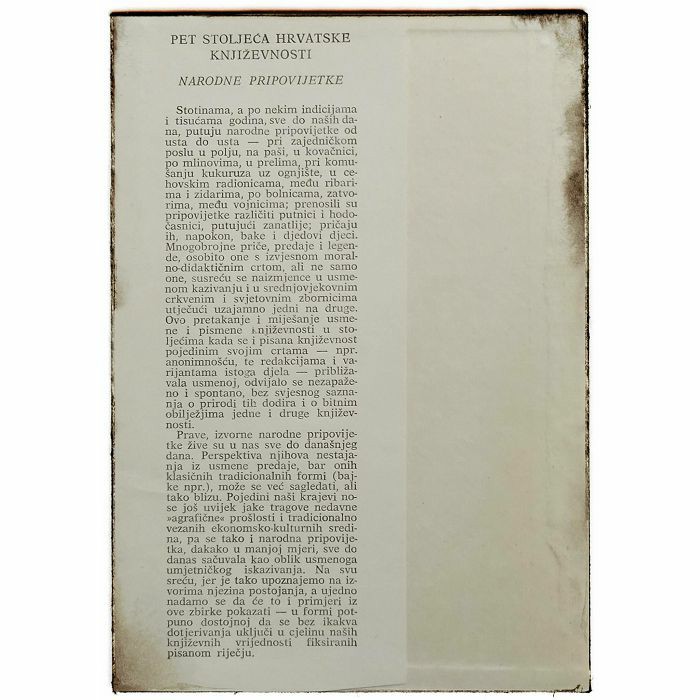 PET STOLJEĆA HRVATSKE
KNJIŽEVNOSTI
NARODNE PRIPOVIJETKE
Stotinama, a po nekim indicijama
i tisućama godina, sve do naših da-
na, putuju narodne pripovijetke od
usta do usta — pri zajedničkom
poslu u polju, na paši, u kovačnici,
po mlinovima, u prelima, pri komu-
šanju kukuruza uz ognjište, u ce-
hovskim radionicama, među ribari-
ma i zidarima, po bolnicama, zatvo-
rima, među vojnicima; prenosili su
pripovijetke različiti putnici i hodo-
časnici, putujući zanatlije; pričaju
ih, napokon, bake i djedovi djeci.
Mnogobrojne priče, predaje i legen-
de, osobito one s izvjesnom moral-
no-didaktičnim crtom, ali ne samo
one, susreću se naizmjence u usme-
nom kazivanju i u srednjovjekovnim
crkvenim i svjetovnim zbornicima
utječući uzajamno jedni na druge.
Ovo pretakanje i miješanje usme-
ne i pismene književnosti u sto-
ljećima kada se i pisana književnost
pojedinim svojim crtama — npr.
anonimnošću, te redakcijama i va-
rijantama istoga djela — približa-
vala usmenoj, odvijalo se nezapaže-
no i spontano, bez svjesnog sazna-
nja o prirodi tih dodira i o bitnim
obilježjima jedne i druge književ-
nosti.
Prave, izvorne narodne pripovije-
tke žive su u nas sve do današnjeg
dana. Perspektiva njihova nestaja-
nja iz usmene predaje, bar onih
klasičnih tradicionalnih formi (baj-
ke npr.), može se već sagledati, ali
tako blizu. Pojedini naši krajevi no-
se još uvijek jake tragove nedavne
»agrafične« prošlosti i tradicionalno
vezanih ekonomsko-kulturnih sredi-
na, pa se tako i narodna pripovije-
tka, dakako u manjoj mjeri, sve do
danas sačuvala kao oblik usmenoga
umjetničkog iskazivanja. Na svu
sreću, jer je tako upoznajemo na iz-
vorima njezina postojanja, a ujedno
nadamo se da će to i primjeri iz
ove zbirke pokazati — u formi pot-
puno dostojnoj da se bez ikakva
dotjerivanja uključi u cjelinu naših
književnih vrijednosti fiksiranih
pisanom riječju.